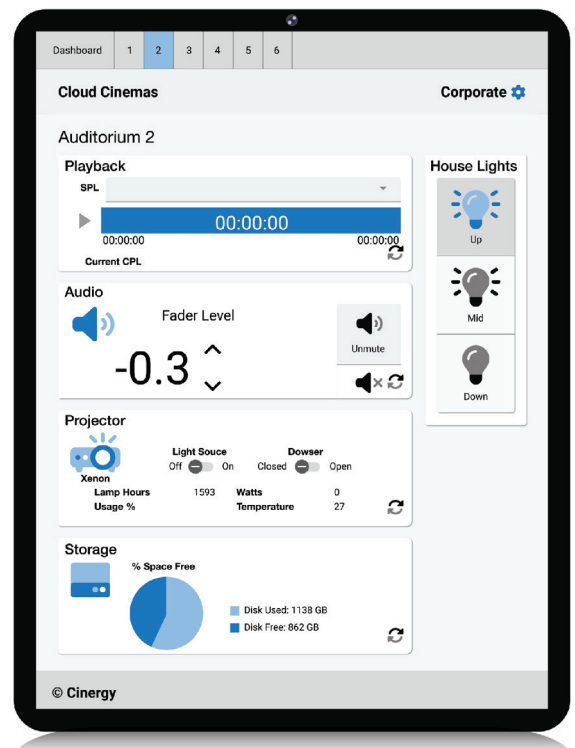 Dashboard 1 2 3 4 5 6
Cloud Cinemas Corporate
Auditorium 2
Playback
SPL
00:00:00
00:00:00 00:00:00
Current CPL
House Lights
Up
Mid
Down
Audio
Fader Level
-0.3
Unmute
Projector
Xenon
Light Souce Dowser
Off On Closed Open
Lamp Hours 1593 Watts 0
Usage % Temperature 27
Storage
% Space Free
Disk Used: 1138 GB
Disk Free: 862 GB
© Cinergy